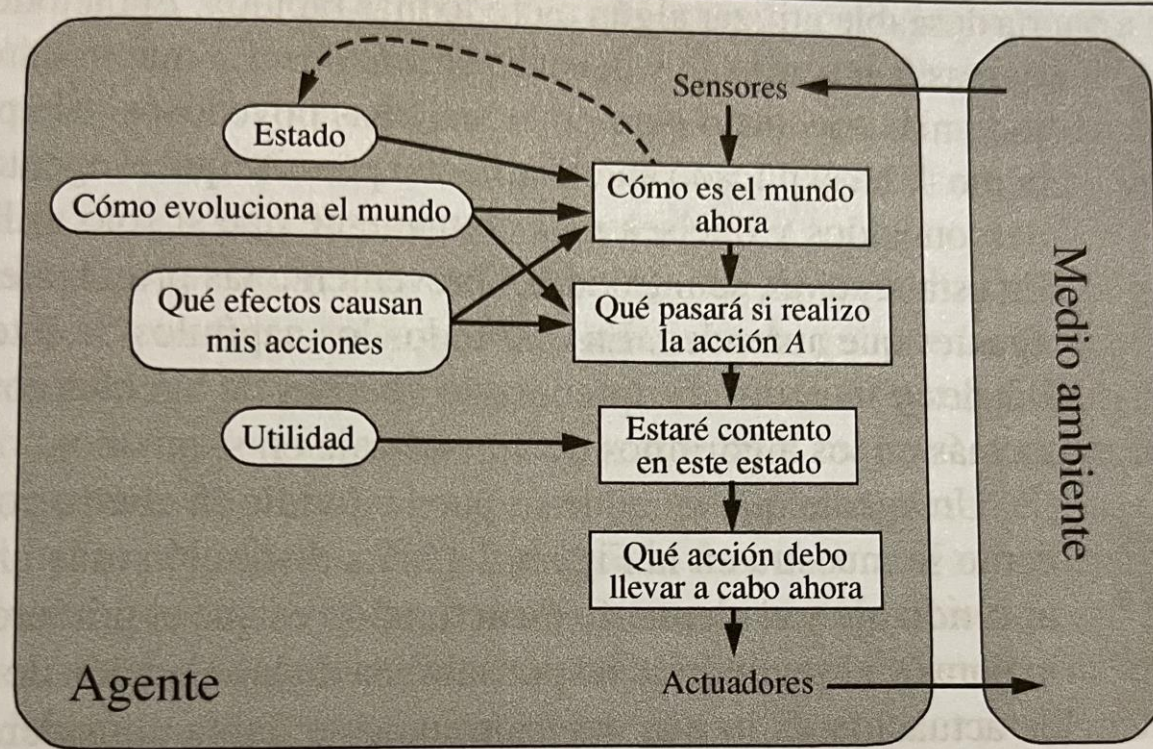 Sensores
Estado
Cómo es el mundo
ahora
Cómo evoluciona el mundo
Qué efectos causan
mis acciones
Qué pasará si realizo
la acción A
Utilidad
Estaré contento
en este estado
Qué acción debo
llevar a cabo ahora
Agente
Actuadores
Medio ambiente